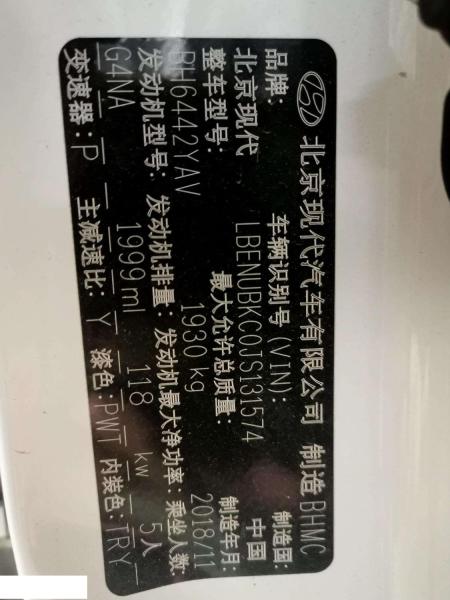 北京现代汽车有限公司 制造 BHMC
品牌: 车辆识别号(VIN): 制造国:
北京现代 LBENUBKC0JS131574 中国
整车型号: 最大允许总质量: 制造年月:
BH6442YAV 1930 kg 2018/11
发动机型号: 发动机排量: 发动机最大净功率: 乘坐人数:
G4NA 1999 ml 118 kw 5人
变速器: P 主减速比: Y 漆色: PWT 内装色: TRY